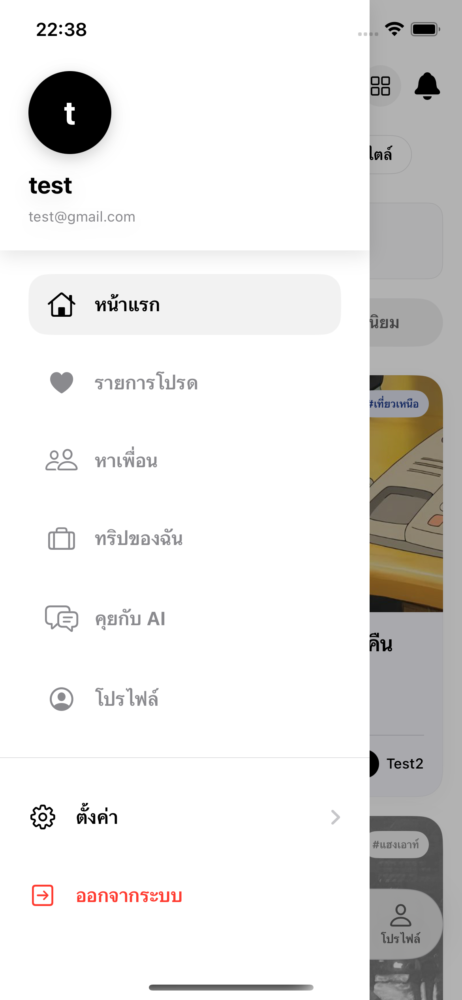 22:38
t
test
test@gmail.com
หน้าแรก
รายการโปรด
หาเพื่อน
ทริปของฉัน
คุยกับ AI
โปรไฟล์
ตั้งค่า
ออกจากระบบ
ไตล์
นิยม
#เที่ยวเหนือ
คืน
Test2
#แฮงเอาท์
โปรไฟล์